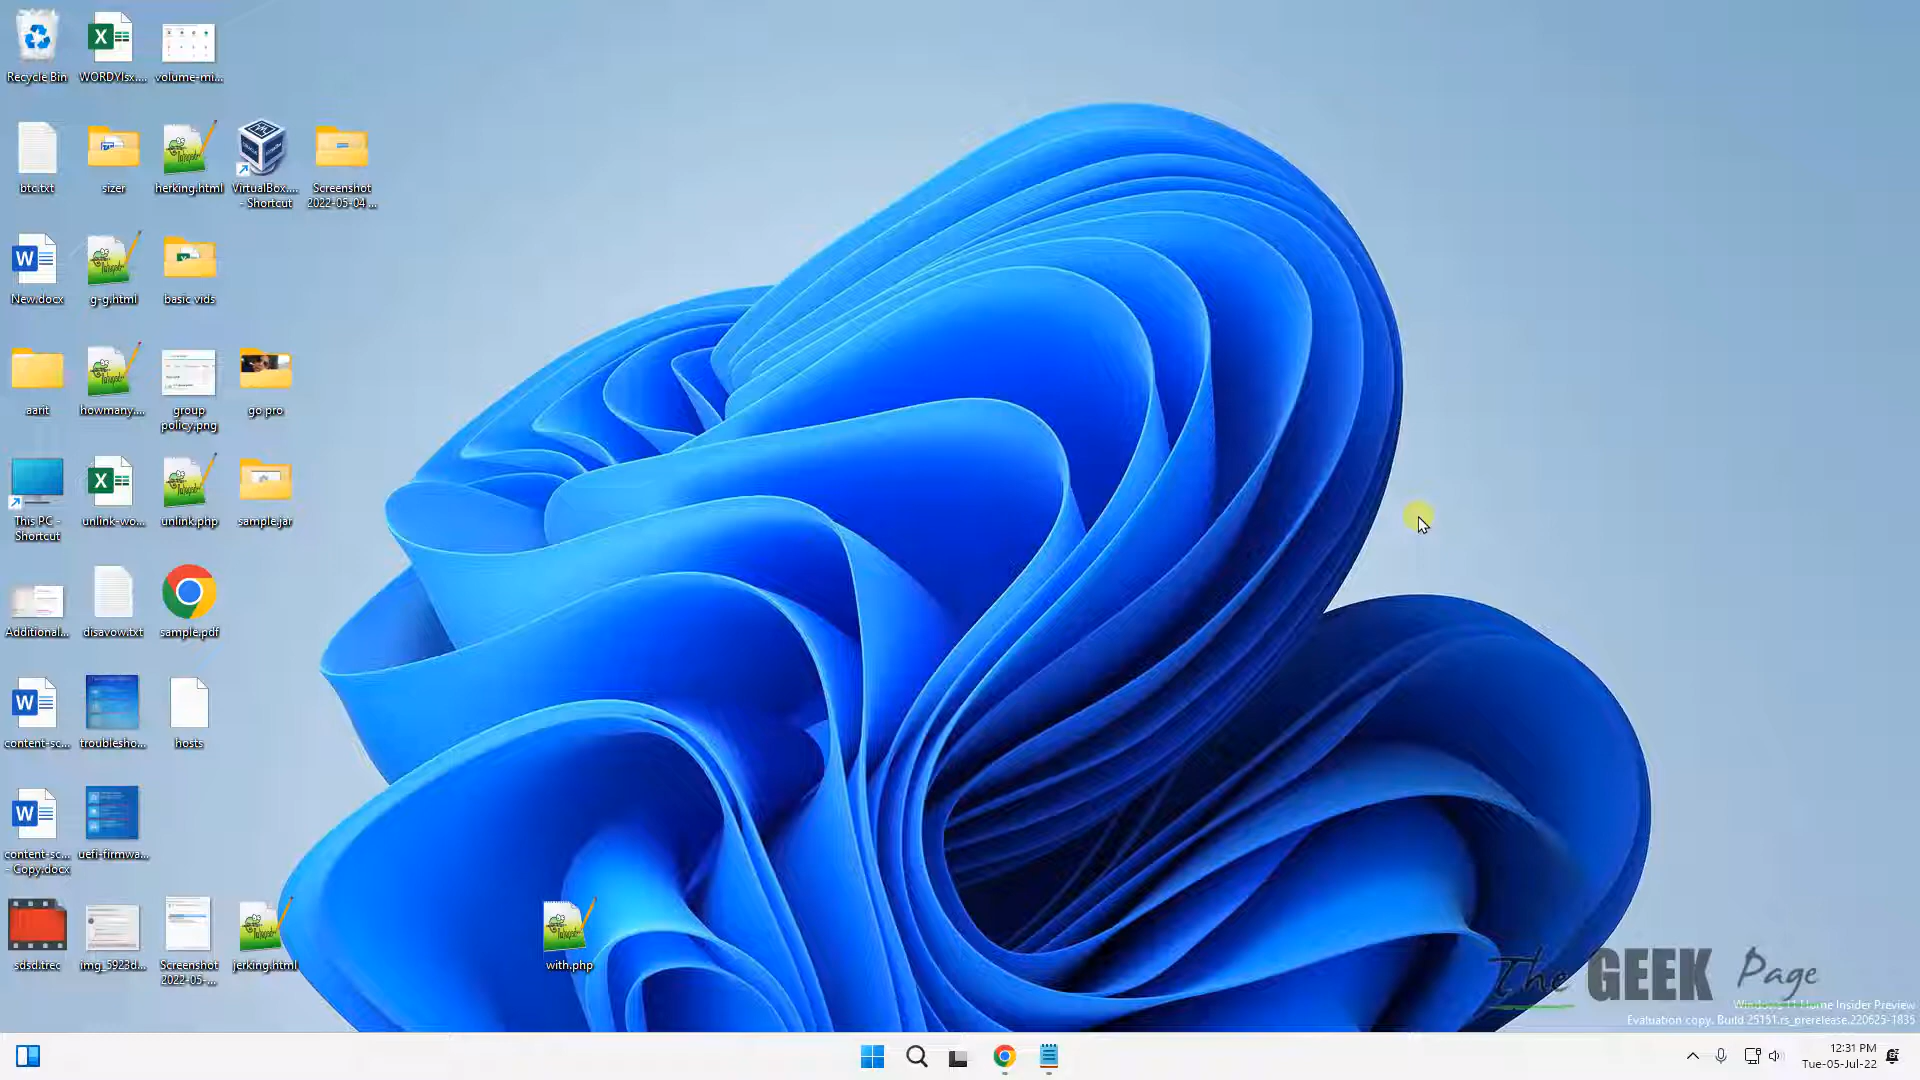 Recycle Bin
WORDYlsx....
volume-mi...
btc.txt
sizer
herking.html
VirtualBox....
- Shortcut
Screenshot
2022-05-04 ...
New.docx
g-g.html
basic vids
aarit
howmany....
group
policy.png
go pro
This PC -
Shortcut
unlink-wo...
unlink.php
sample.jar
Additional...
disavow.txt
sample.pdf
content-sc...
troublesho...
hosts
content-sc...
- Copy.docx
uefi-firmwa...
sdsd.trec
img_5923d...
Screenshot
2022-05-...
jerking.html
with.php
The GEEK Page
Windows 11 Home Insider Preview
Evaluation copy. Build 25151.rs_prerelease.220625-1835
12:31 PM
Tue-05-Jul-22